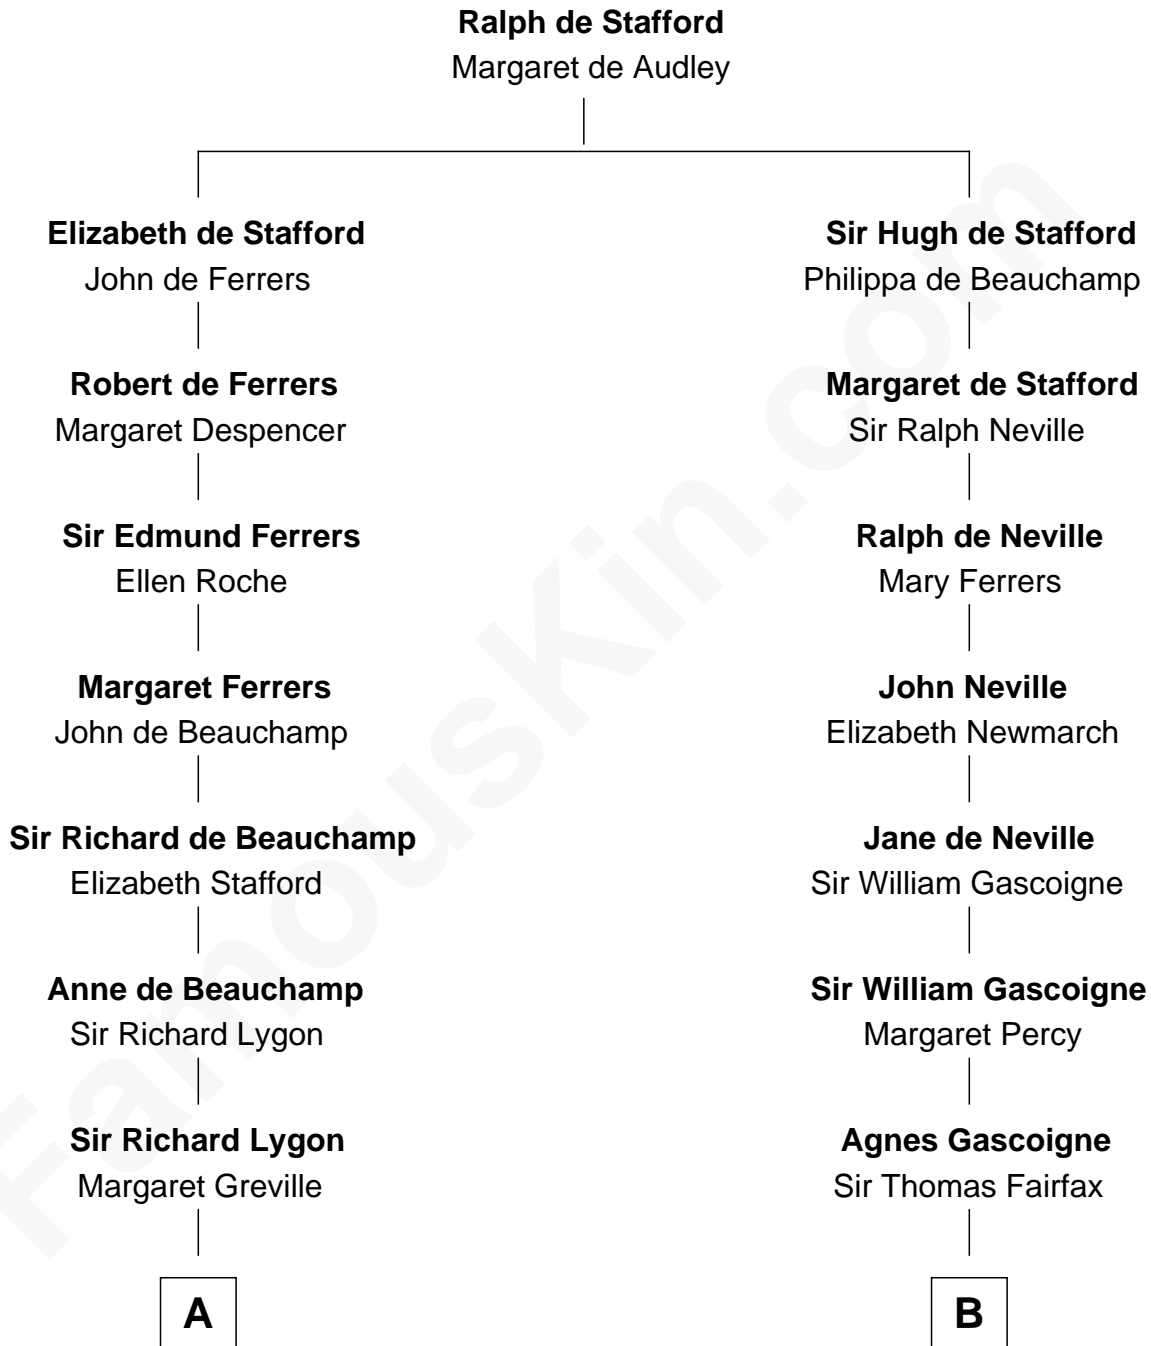 Ralph de Stafford
Margaret de Audley
Elizabeth de Stafford
John de Ferrers
Robert de Ferrers
Margaret Despencer
Sir Edmund Ferrers
Ellen Roche
Margaret Ferrers
John de Beauchamp
Sir Richard de Beauchamp
Elizabeth Stafford
Anne de Beauchamp
Sir Richard Lygon
Sir Richard Lygon
Margaret Greville
A
Sir Hugh de Stafford
Philippa de Beauchamp
Margaret de Stafford
Sir Ralph Neville
Ralph de Neville
Mary Ferrers
John Neville
Elizabeth Newmarch
Jane de Neville
Sir William Gascoigne
Sir William Gascoigne
Margaret Percy
Agnes Gascoigne
Sir Thomas Fairfax
B
FamousKin.com